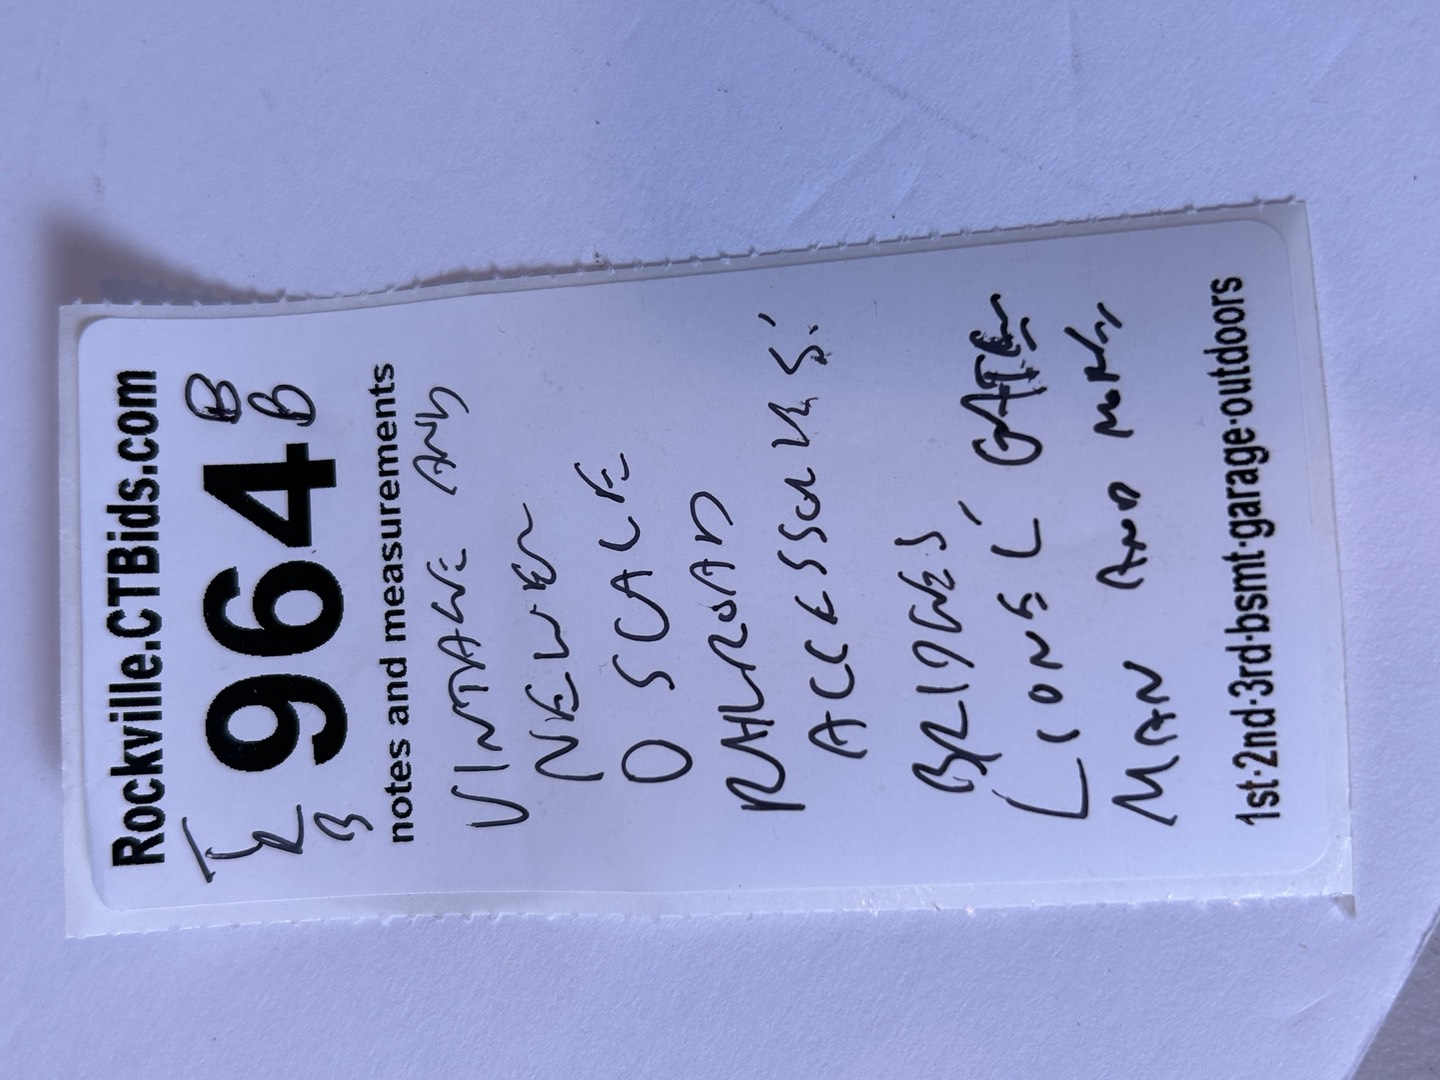 Rockville.CTBids.com
TR 964 B
B B
notes and measurements
VINTAGE AND
NEWER
O SCALE
RAILROAD
ACCESSORIES:
BRIDGES,
LIONEL GATE
MAN AND MORE
1st·2nd·3rd·bsmt·garage·outdoors